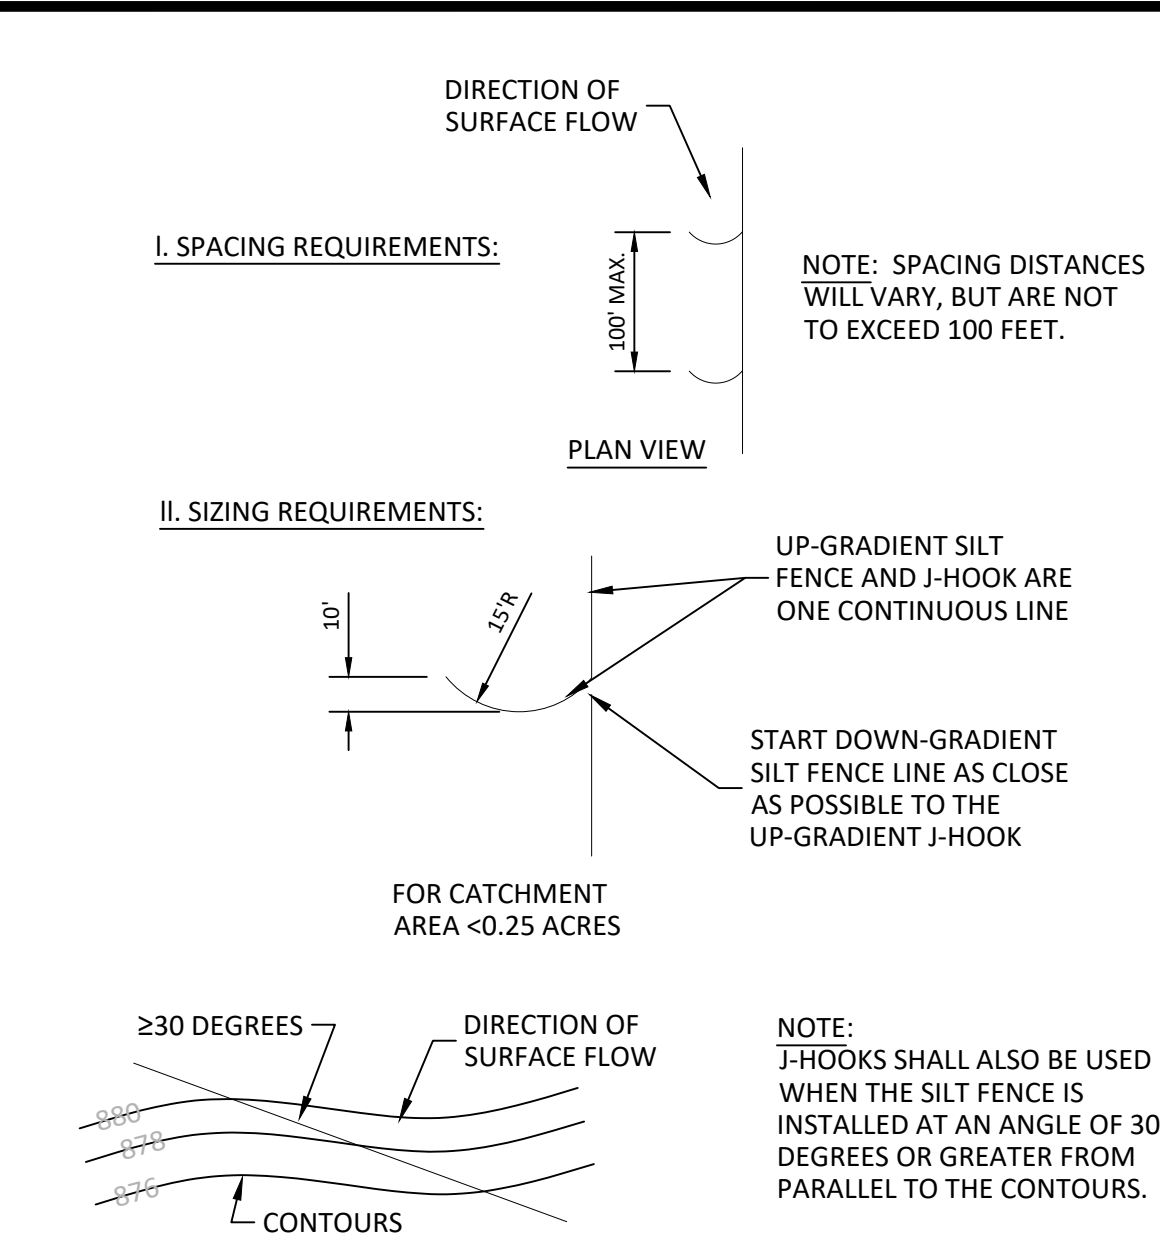 DIRECTION OF
SURFACE FLOW
I. SPACING REQUIREMENTS:
100' MAX.
NOTE: SPACING DISTANCES
WILL VARY, BUT ARE NOT
TO EXCEED 100 FEET.
PLAN VIEW
II. SIZING REQUIREMENTS:
10'
15'R
UP-GRADIENT SILT
FENCE AND J-HOOK ARE
ONE CONTINUOUS LINE
START DOWN-GRADIENT
SILT FENCE LINE AS CLOSE
AS POSSIBLE TO THE
UP-GRADIENT J-HOOK
FOR CATCHMENT
AREA <0.25 ACRES
≥30 DEGREES
DIRECTION OF
SURFACE FLOW
880
878
876
CONTOURS
NOTE:
J-HOOKS SHALL ALSO BE USED
WHEN THE SILT FENCE IS
INSTALLED AT AN ANGLE OF 30
DEGREES OR GREATER FROM
PARALLEL TO THE CONTOURS.